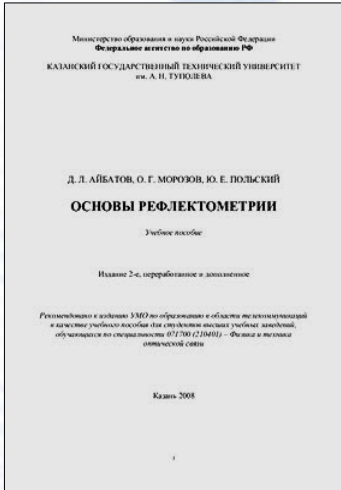 Министерство образования и науки Российской Федерации
Федеральное агентство по образованию РФ
КАЗАНСКИЙ ГОСУДАРСТВЕННЫЙ ТЕХНИЧЕСКИЙ УНИВЕРСИТЕТ
им. А. Н. ТУПОЛЕВА
Д. Л. АЙБАТОВ, О. Г. МОРОЗОВ, Ю. Е. ПОЛЬСКИЙ
ОСНОВЫ РЕФЛЕКТОМЕТРИИ
Учебное пособие
Издание 2-е, переработанное и дополненное
Рекомендовано к изданию УМО по образованию в области телекоммуникаций
в качестве учебного пособия для студентов высших учебных заведений,
обучающихся по специальности 071700 (210401) – Физика и техника
оптической связи
Казань 2008